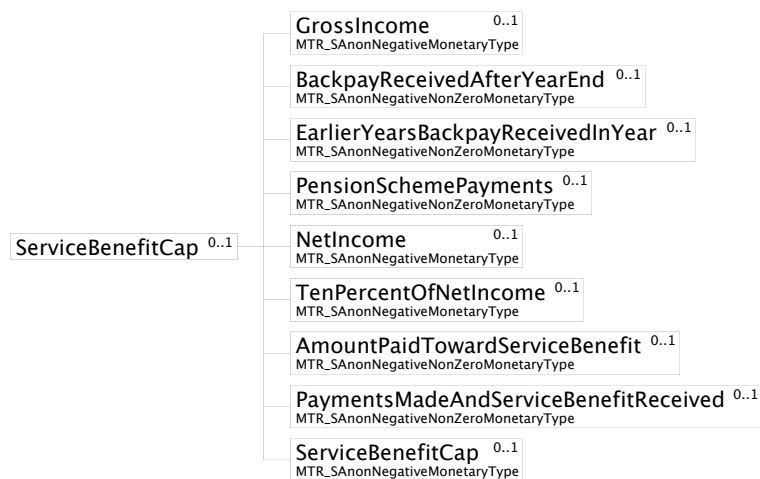 GrossIncome 0..1
MTR_SAnonNegativeMonetaryType
BackpayReceivedAfterYearEnd 0..1
MTR_SAnonNegativeNonZeroMonetaryType
EarlierYearsBackpayReceivedInYear 0..1
MTR_SAnonNegativeNonZeroMonetaryType
PensionSchemePayments 0..1
MTR_SAnonNegativeNonZeroMonetaryType
ServiceBenefitCap 0..1
NetIncome 0..1
MTR_SAnonNegativeMonetaryType
TenPercentOfNetIncome 0..1
MTR_SAnonNegativeMonetaryType
AmountPaidTowardServiceBenefit 0..1
MTR_SAnonNegativeNonZeroMonetaryType
PaymentsMadeAndServiceBenefitReceived 0..1
MTR_SAnonNegativeNonZeroMonetaryType
ServiceBenefitCap 0..1
MTR_SAnonNegativeMonetaryType